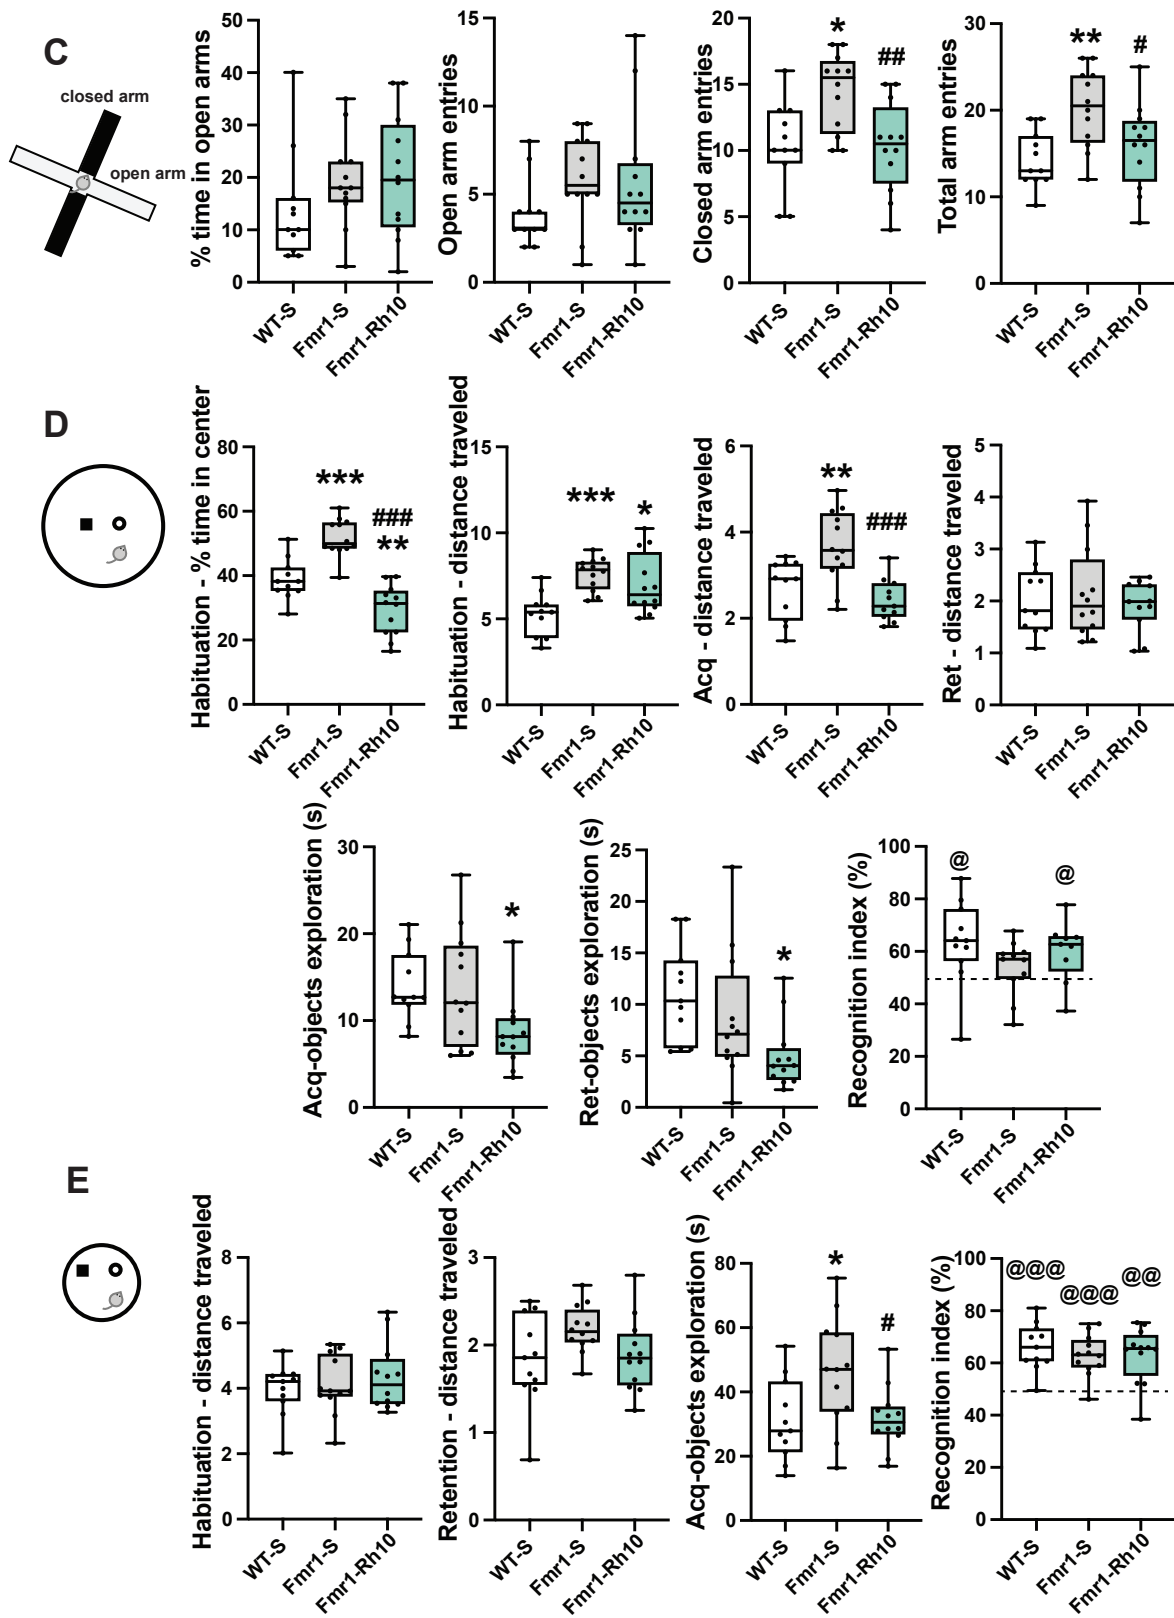 C
closed arm
open arm
% time in open arms
50
40
30
20
10
0
WT-S
Fmr1-S
Fmr1-Rh10
Open arm entries
15
10
5
0
WT-S
Fmr1-S
Fmr1-Rh10
Closed arm entries
20
15
10
5
0
*
##
WT-S
Fmr1-S
Fmr1-Rh10
Total arm entries
30
20
10
0
**
#
WT-S
Fmr1-S
Fmr1-Rh10
D
Habituation - % time in center
80
60
40
20
0
***
###
**
WT-S
Fmr1-S
Fmr1-Rh10
Habituation - distance traveled
15
10
5
0
***
*
WT-S
Fmr1-S
Fmr1-Rh10
Acq - distance traveled
6
4
2
0
**
###
WT-S
Fmr1-S
Fmr1-Rh10
Ret - distance traveled
5
4
3
2
1
0
WT-S
Fmr1-S
Fmr1-Rh10
Acq-objects exploration (s)
30
20
10
0
*
WT-S
Fmr1-S
Fmr1-Rh10
Ret-objects exploration (s)
25
20
15
10
5
0
*
WT-S
Fmr1-S
Fmr1-Rh10
Recognition index (%)
100
80
60
40
20
0
@
@
WT-S
Fmr1-S
Fmr1-Rh10
E
Habituation - distance traveled
8
6
4
2
0
WT-S
Fmr1-S
Fmr1-Rh10
Retention - distance traveled
3
2
1
0
WT-S
Fmr1-S
Fmr1-Rh10
Acq-objects exploration (s)
80
60
40
20
0
*
#
WT-S
Fmr1-S
Fmr1-Rh10
Recognition index (%)
100
80
60
40
20
0
@@@
@@@
@@
WT-S
Fmr1-S
Fmr1-Rh10